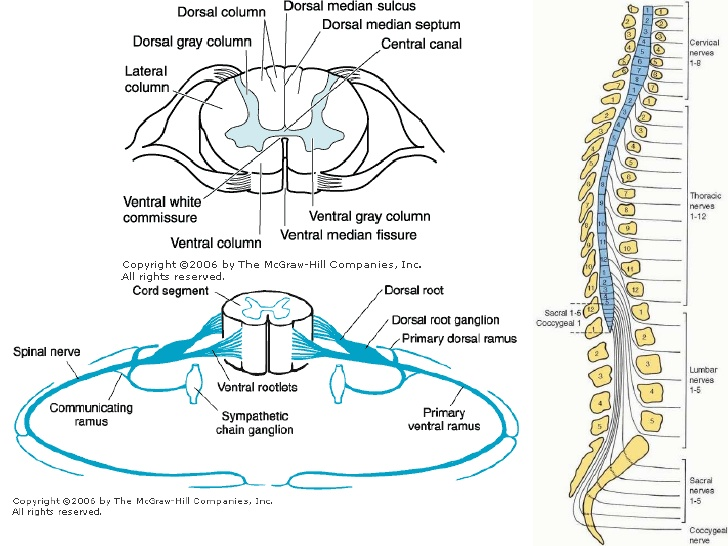 Dorsal median sulcus
Dorsal column
Dorsal median septum
Dorsal gray column
Central canal
Lateral
column
Ventral white
commissure
Ventral gray column
Ventral column
Ventral median fissure
Copyright ©2006 by The McGraw-Hill Companies, Inc.
All rights reserved.
Cord segment
Dorsal root
Dorsal root ganglion
Primary dorsal ramus
Spinal nerve
Ventral rootlets
Communicating
ramus
Sympathetic
chain ganglion
Primary
ventral ramus
Copyright ©2006 by The McGraw-Hill Companies, Inc.
All rights reserved.
Cervical
nerves
1-8
Thoracic
nerves
1-12
Sacral 1-5
Coccygeal 1
Lumbar
nerves
1-5
Sacral
nerves
1-5
Coccygeal
nerve